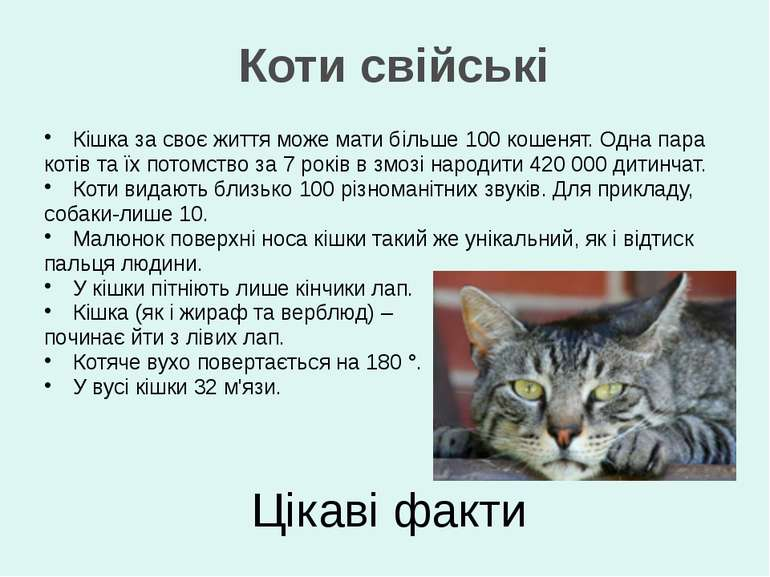 Коти свійські
• Кішка за своє життя може мати більше 100 кошенят. Одна пара
котів та їх потомство за 7 років в змозі народити 420 000 дитинчат.
• Коти видають близько 100 різноманітних звуків. Для прикладу,
собаки-лише 10.
• Малюнок поверхні носа кішки такий же унікальний, як і відтиск
пальця людини.
• У кішки пітніють лише кінчики лап.
• Кішка (як і жираф та верблюд) –
починає йти з лівих лап.
• Котяче вухо повертається на 180 °.
• У вусі кішки 32 м'язи.
Цікаві факти